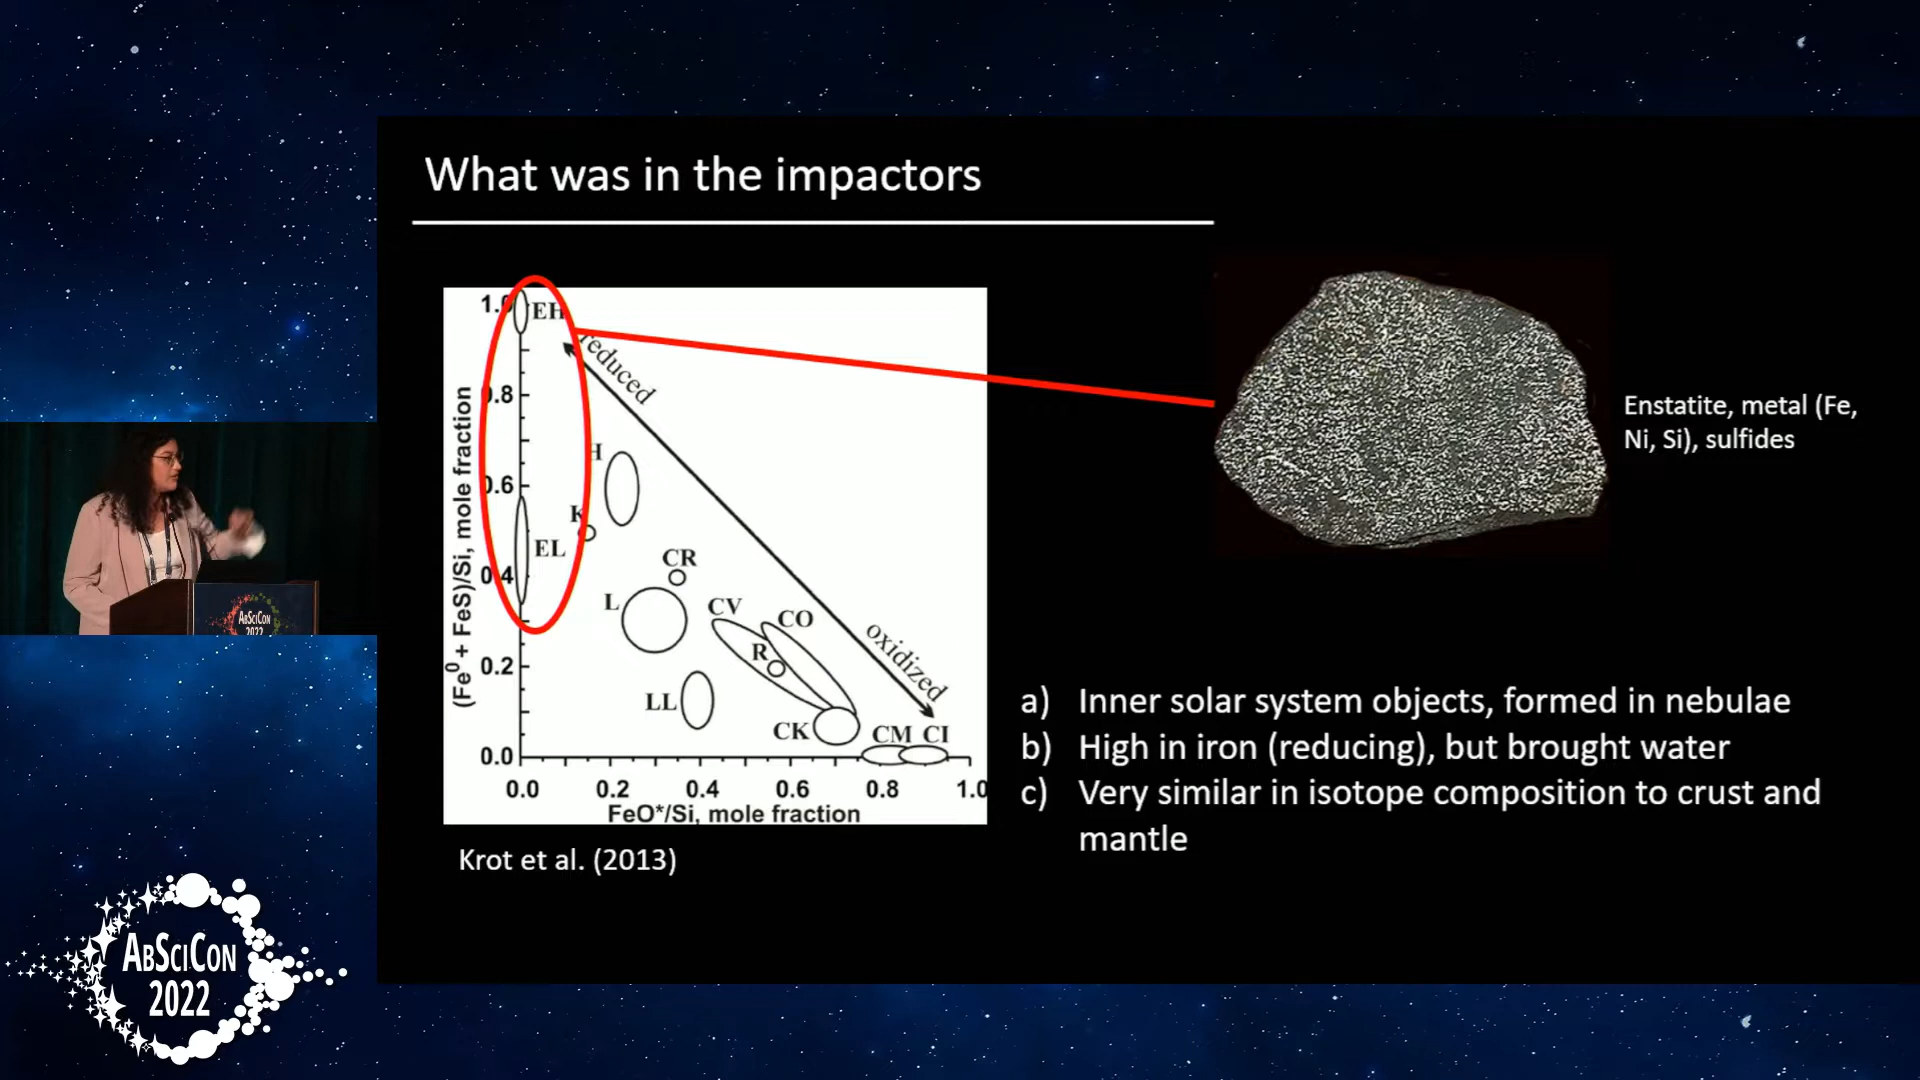 What was in the impactors
1.0
EH
reduced
0.8
H
0.6
K
EL
CR
0.4
L
CV
CO
R
oxidized
0.2
LL
CK
CM
CI
0.0
0.0 0.2 0.4 0.6 0.8 1.0
FeO*/Si, mole fraction
(Fe⁰ + FeS)/Si, mole fraction
Krot et al. (2013)
Enstatite, metal (Fe,
Ni, Si), sulfides
a) Inner solar system objects, formed in nebulae
b) High in iron (reducing), but brought water
c) Very similar in isotope composition to crust and
mantle
ABSCICON
2022
ABSCICON
2022